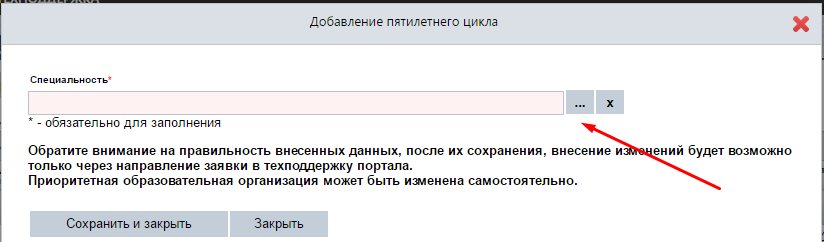 Добавление пятилетнего цикла
Специальность*
... x
* - обязательно для заполнения
Обратите внимание на правильность внесенных данных, после их сохранения, внесение изменений будет возможно
только через направление заявки в техподдержку портала.
Приоритетная образовательная организация может быть изменена самостоятельно.
Сохранить и закрыть Закрыть